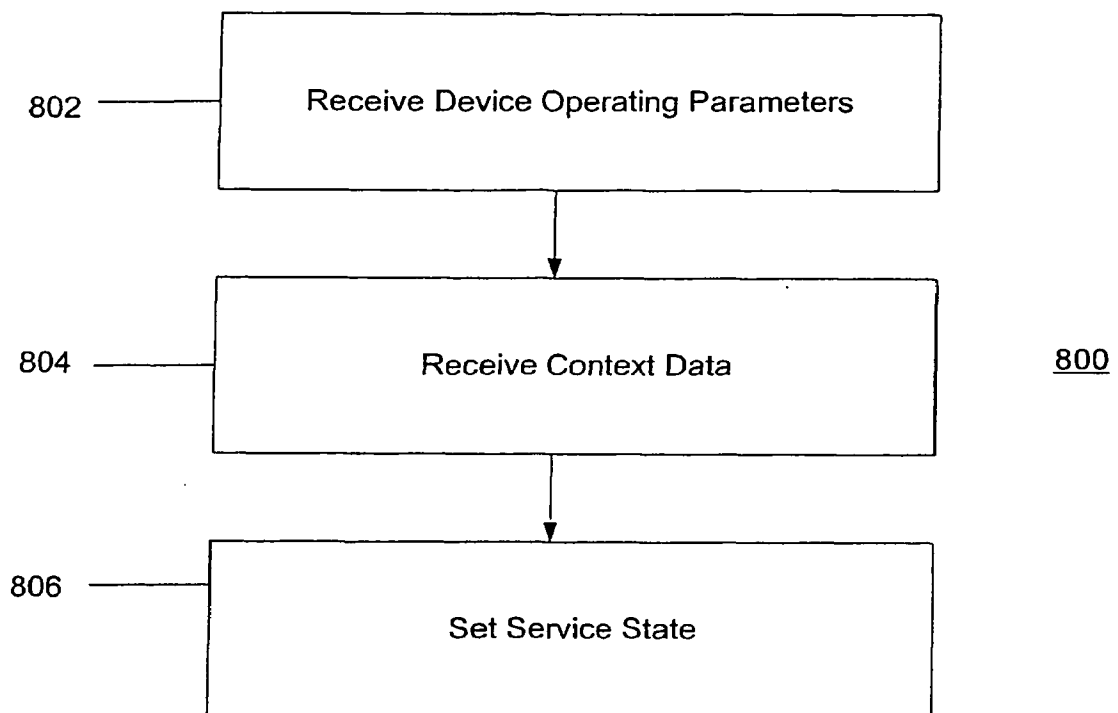 802
Receive Device Operating Parameters
804
Receive Context Data
800
806
Set Service State